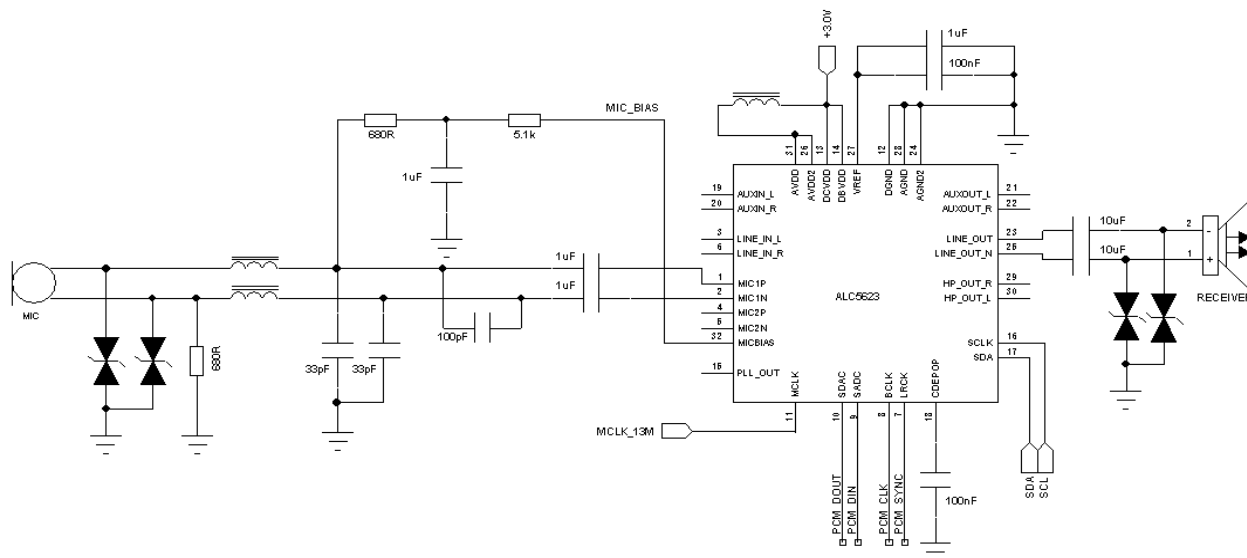 +3.0V
1uF
100nF
MIC_BIAS
680R
5.1k
1uF
31
26
13
14
27
12
28
24
AVDD
AVDD2
DCVDD
DBVDD
VREF
DGND
AGND
AGND2
19 AUXIN_L
20 AUXIN_R
3 LINE_IN_L
6 LINE_IN_R
1 MIC1P
2 MIC1N
4 MIC2P
5 MIC2N
32 MICBIAS
15 PLL_OUT
ALC5623
AUXOUT_L 21
AUXOUT_R 22
LINE_OUT 23
LINE_OUT_N 25
HP_OUT_R 29
HP_OUT_L 30
SCLK 16
SDA 17
10uF
10uF
2 -
1 +
RECEIVER
1uF
1uF
MIC
680R
100pF
33pF
33pF
MCLK
SDAC
SADC
BCLK
LRCK
CDEPOP
11
10
9
8
7
18
MCLK_13M
PCM_DOUT
PCM_DIN
PCM_CLK
PCM_SYNC
100nF
SDA
SCL